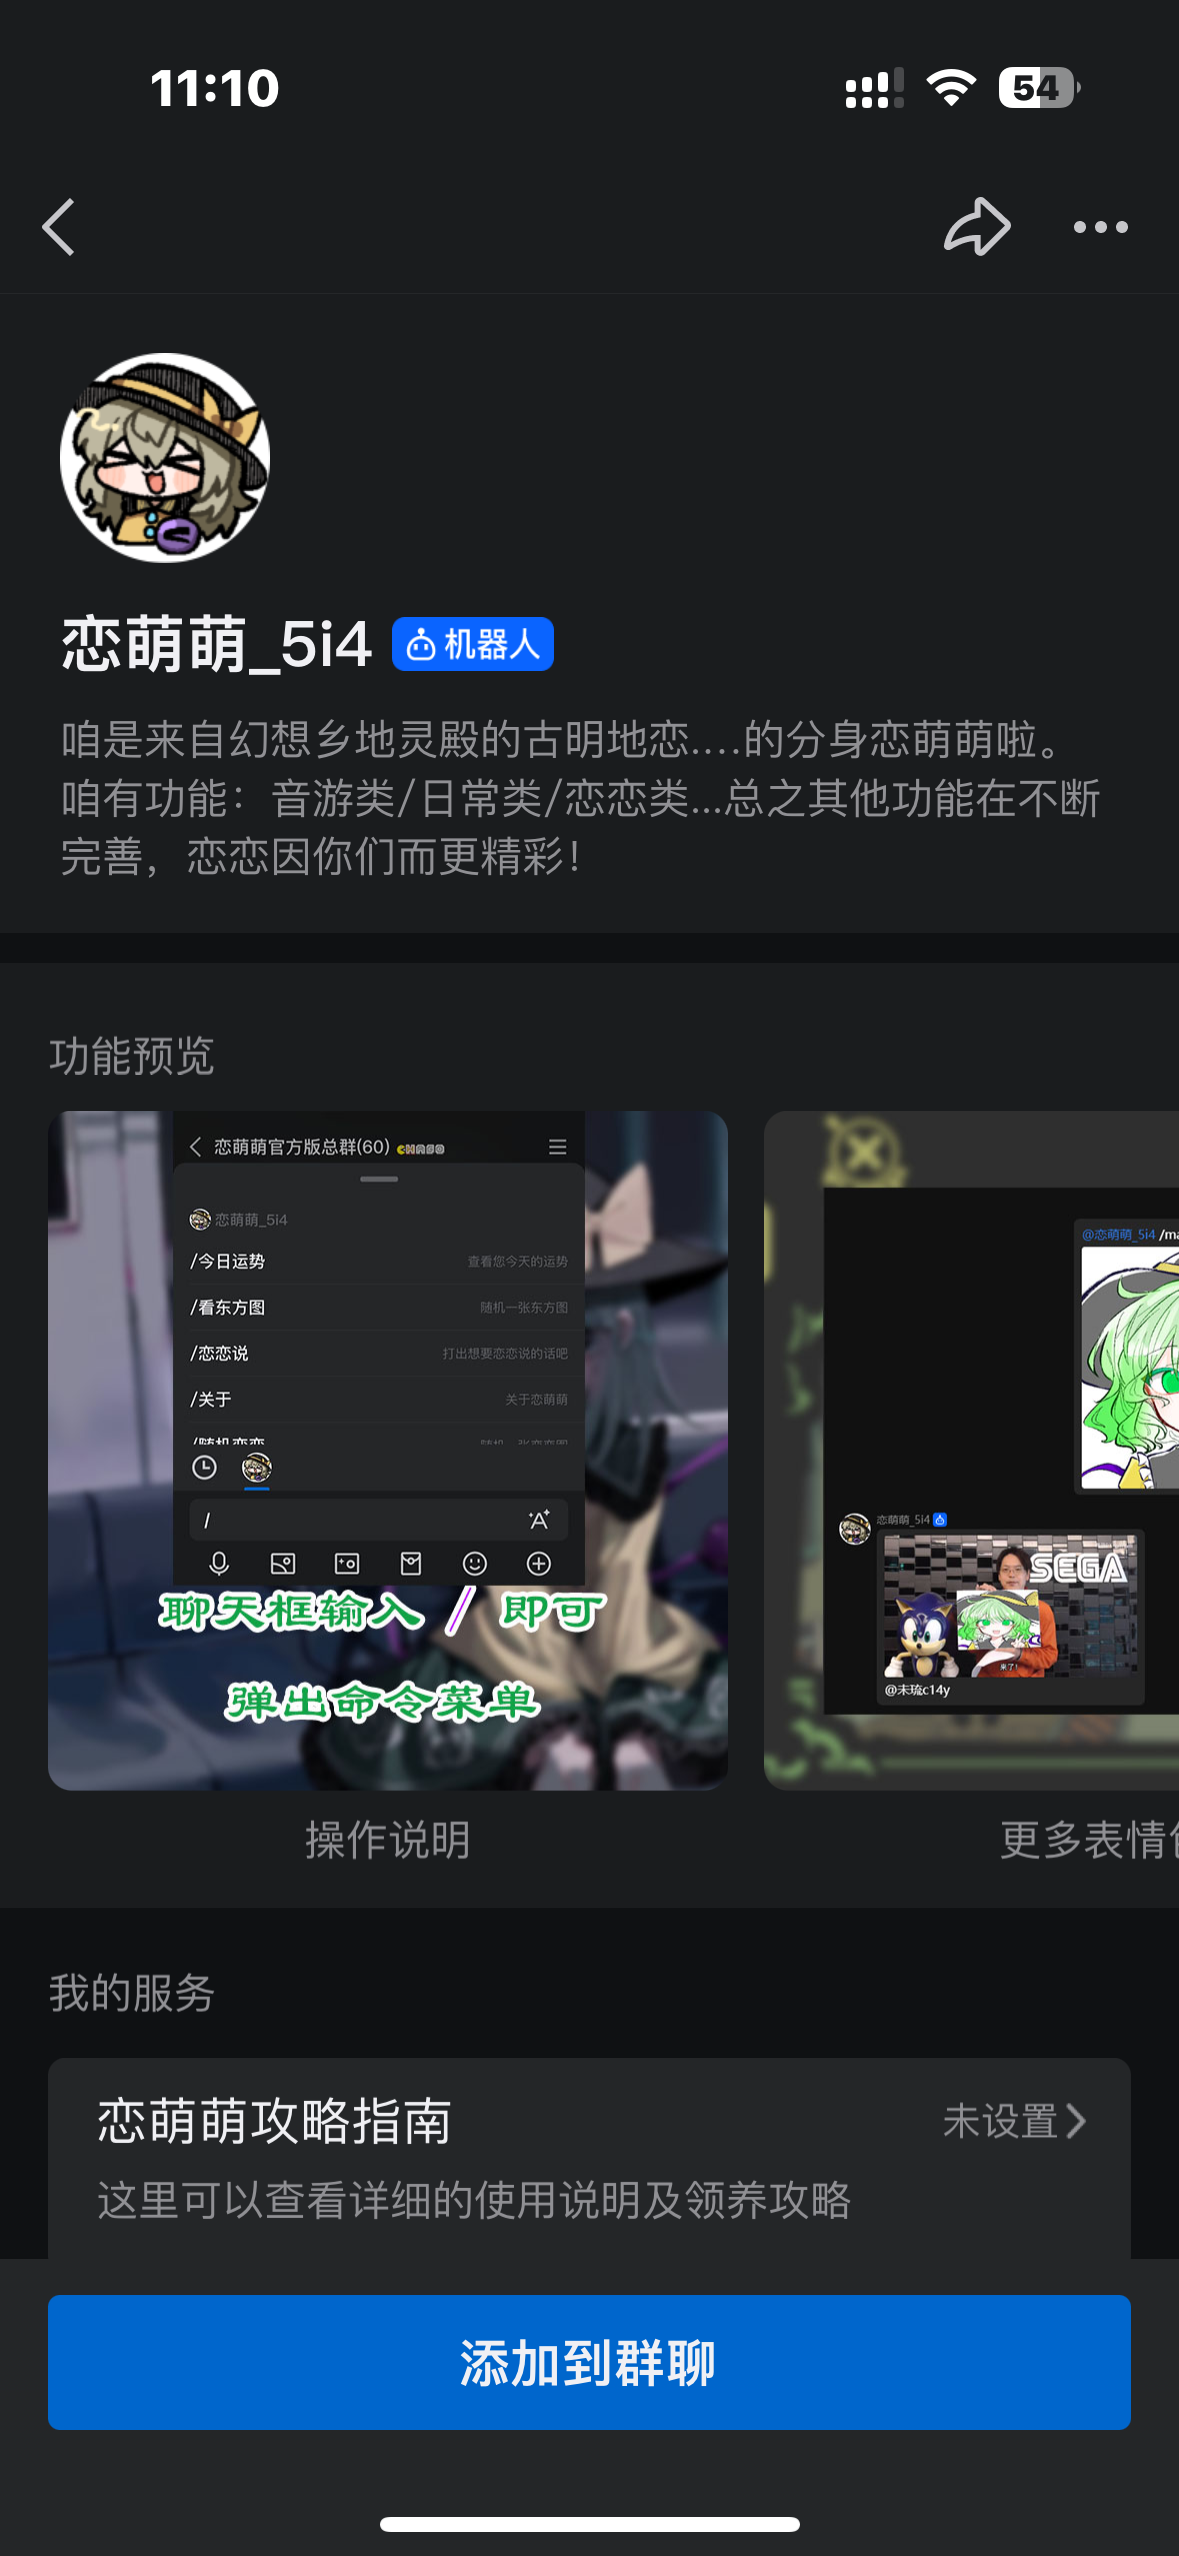 11:10
54
恋萌萌_5i4
机器人
咱是来自幻想乡地灵殿的古明地恋....的分身恋萌萌啦。
咱有功能：音游类/日常类/恋恋类...总之其他功能在不断
完善，恋恋因你们而更精彩！
功能预览
恋萌萌官方版总群(60)
恋萌萌_5i4
/今日运势 查看您今天的运势
/看东方图 随机一张东方图
/恋恋说 打出想要恋恋说的话吧
/关于 关于恋萌萌
/
聊天框输入 / 即可
弹出命令菜单
@恋萌萌_5i4 /ma
恋萌萌_5i4
SEGA
来了！
@未琉c14y
操作说明
更多表情
我的服务
恋萌萌攻略指南
未设置
这里可以查看详细的使用说明及领养攻略
添加到群聊